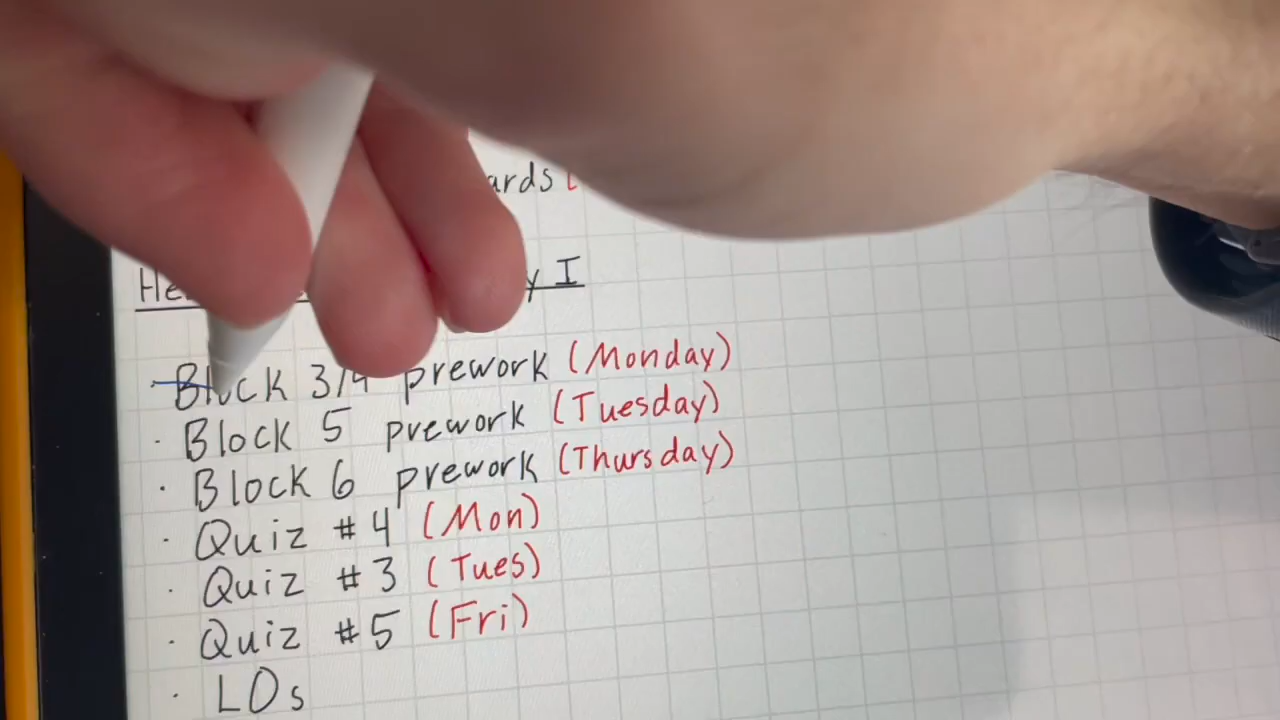 · Block 3/4 prework (Monday)
· Block 5 prework (Tuesday)
· Block 6 prework (Thursday)
· Quiz #4 (Mon)
· Quiz #3 (Tues)
· Quiz #5 (Fri)
· LOs